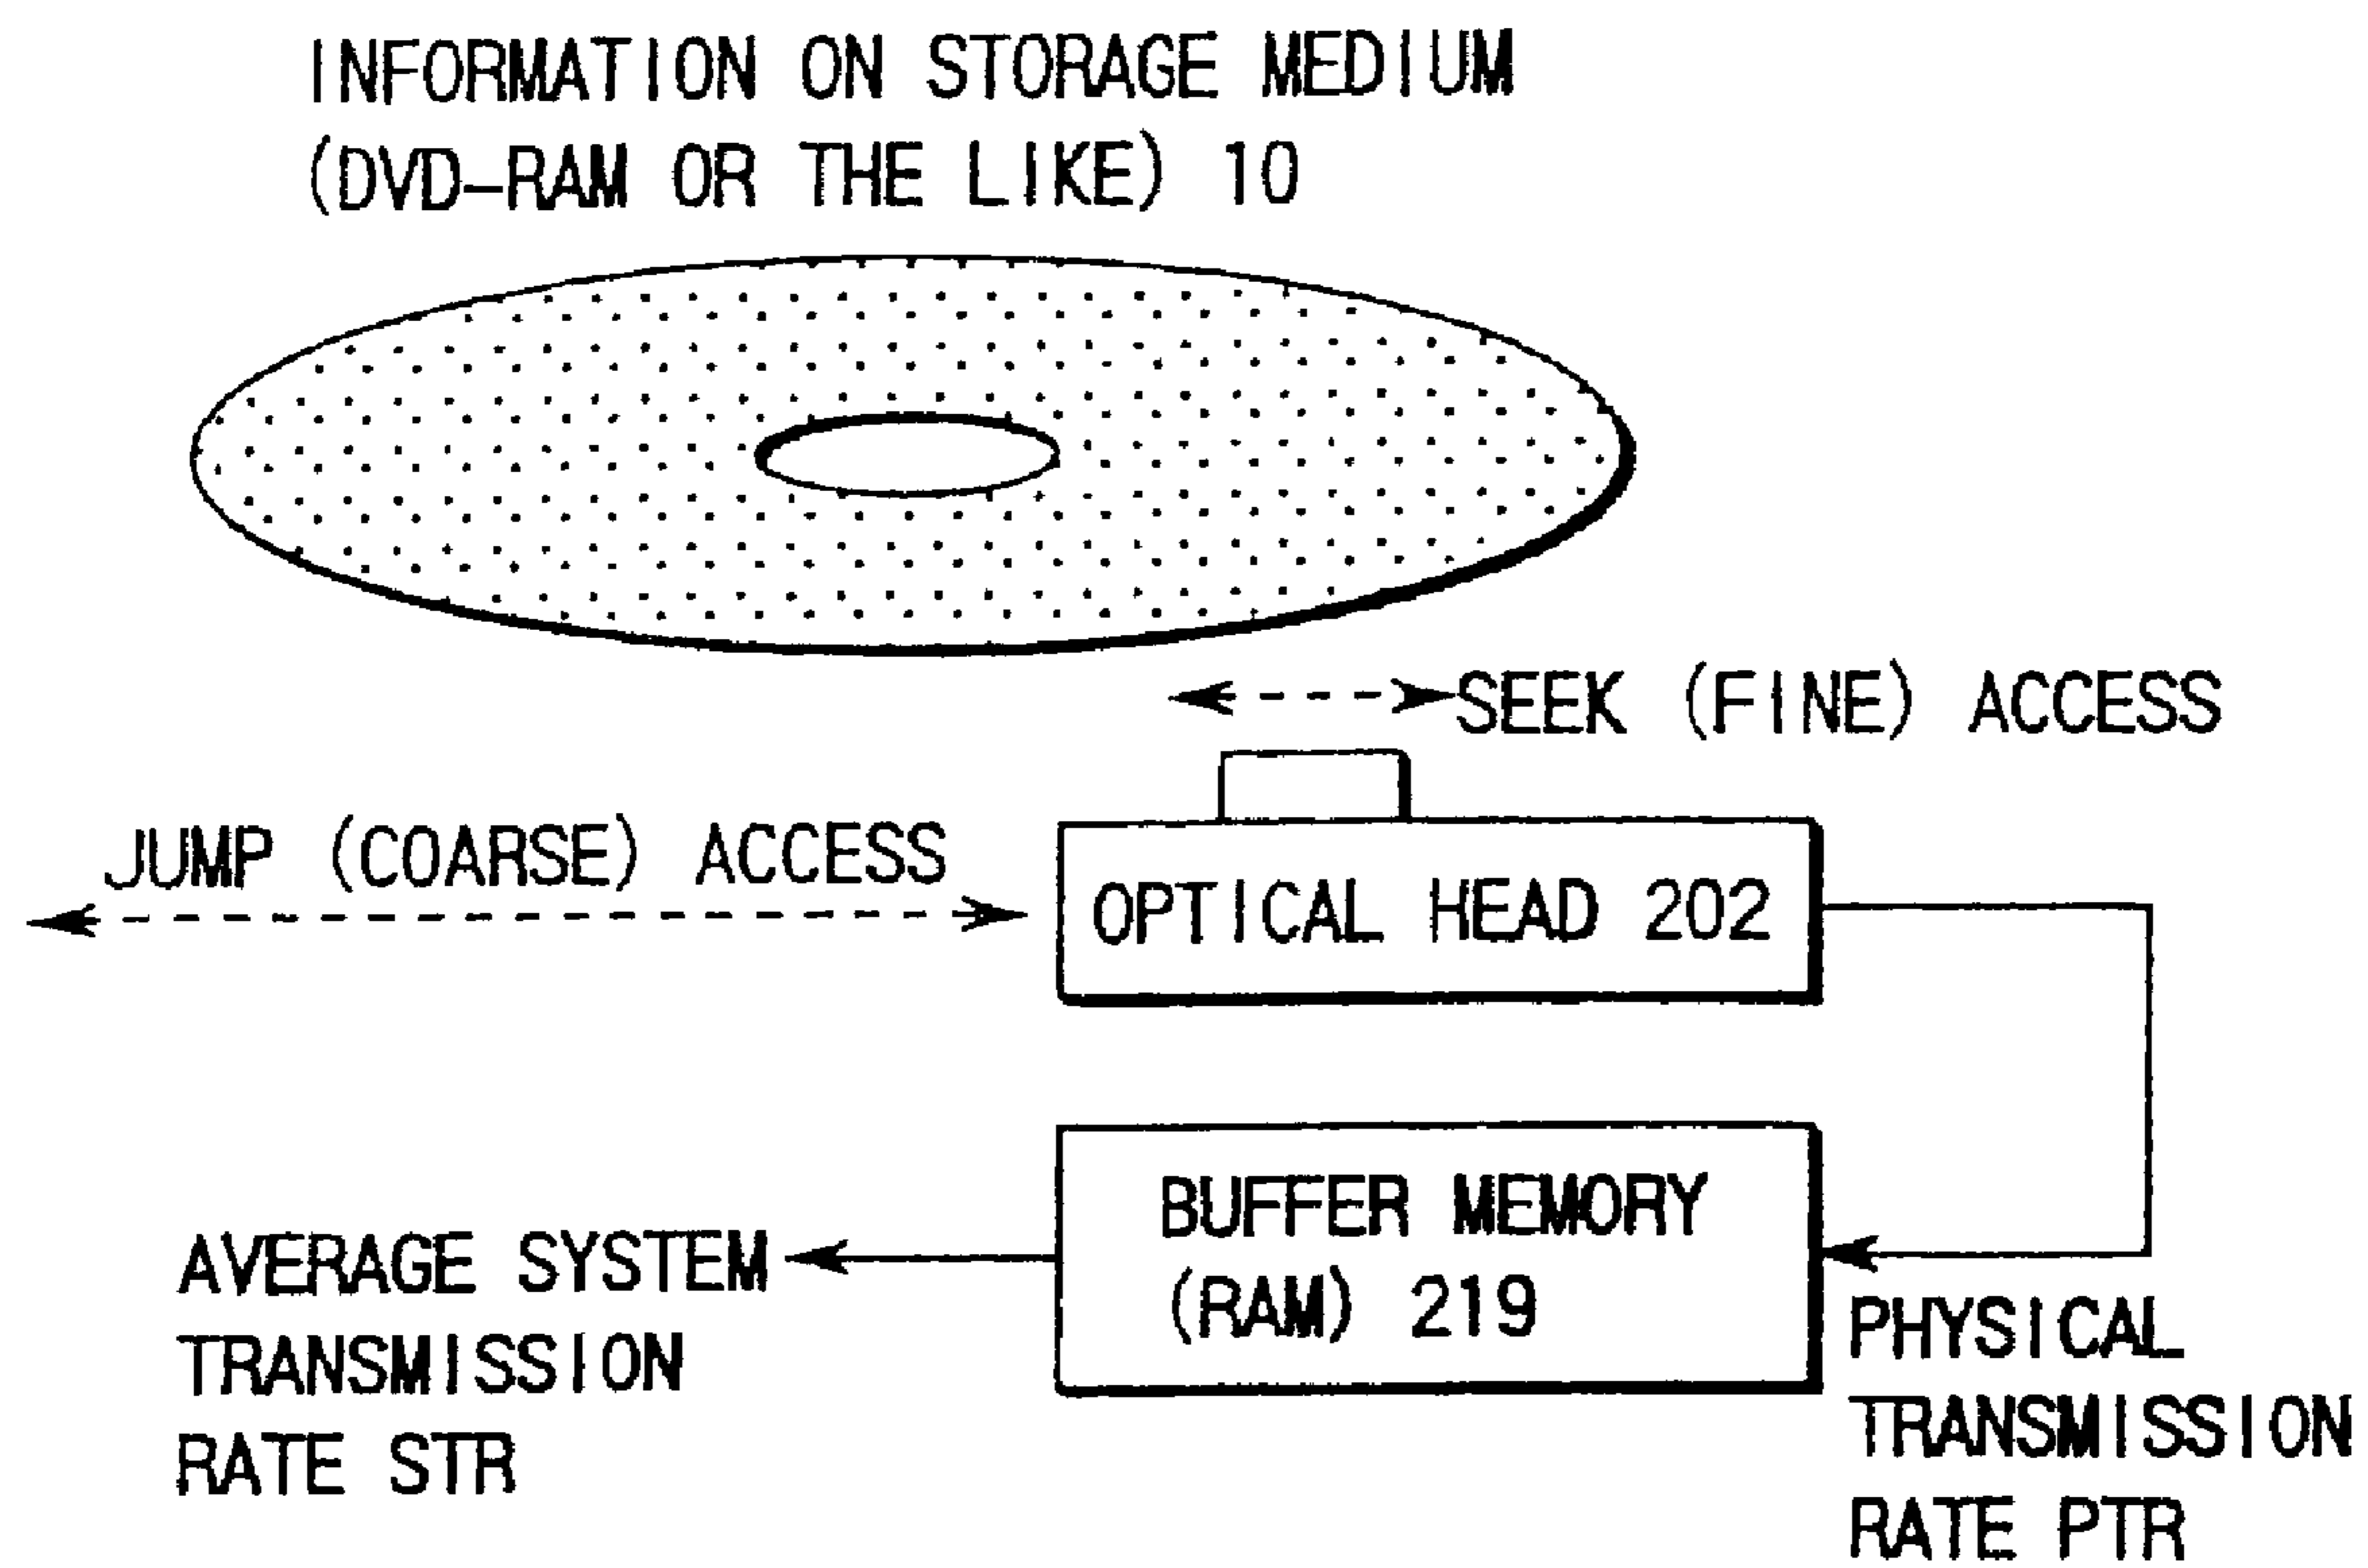 INFORMATION ON STORAGE MEDIUM
(DVD-RAM OR THE LIKE) 10
SEEK (FINE) ACCESS
JUMP (COARSE) ACCESS
OPTICAL HEAD 202
BUFFER MEMORY
(RAM) 219
AVERAGE SYSTEM
TRANSMISSION
RATE STR
PHYSICAL
TRANSMISSION
RATE PTR